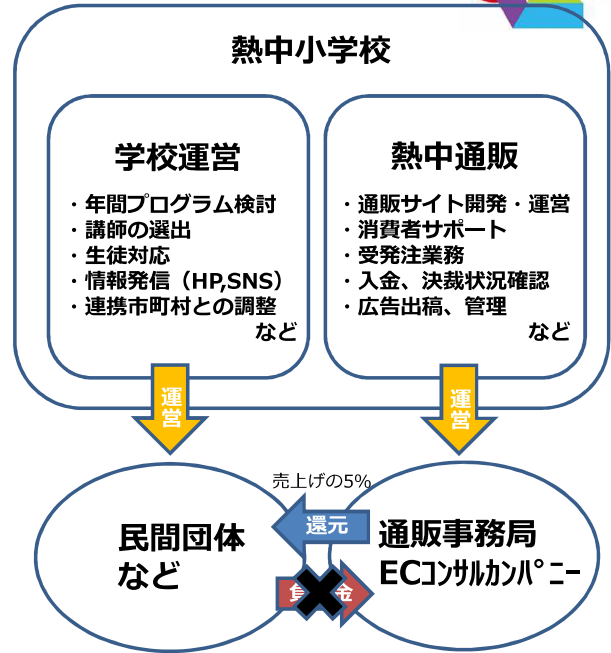 熱中小学校
学校運営
・年間プログラム検討
・講師の選出
・生徒対応
・情報発信（HP,SNS）
・連携市町村との調整
など
熱中通販
・通販サイト開発・運営
・消費者サポート
・受発注業務
・入金、決裁状況確認
・広告出稿、管理
など
運営
運営
売上げの5%
還元
民間団体
など
通販事務局
ECｺﾝｻﾙｶﾝﾊﾟﾆｰ
金